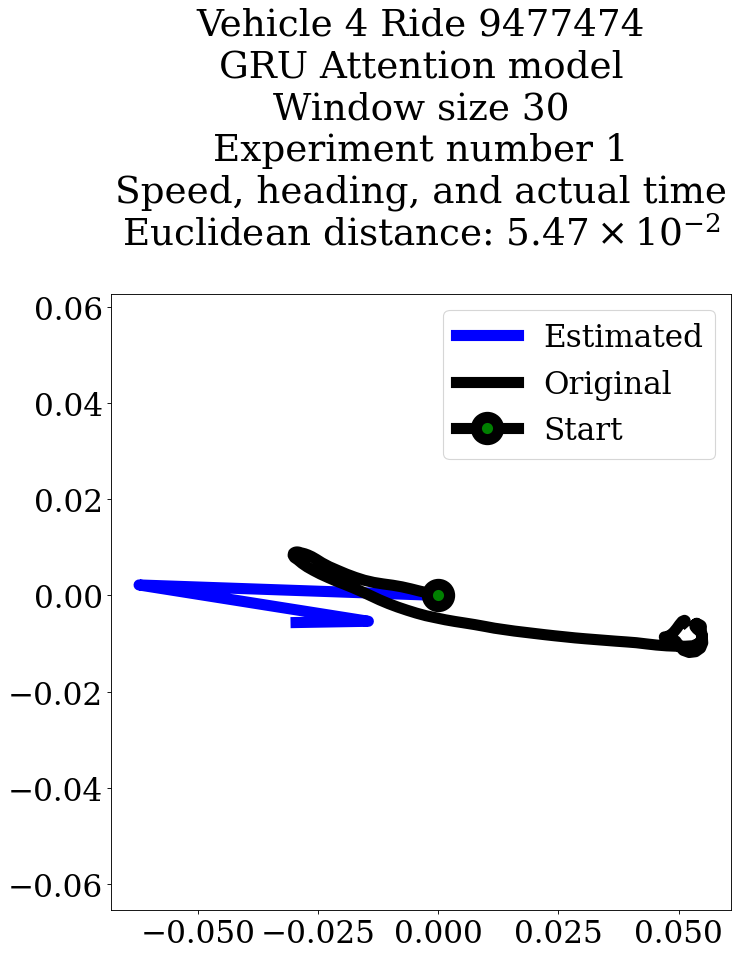 Vehicle 4 Ride 9477474
GRU Attention model
Window size 30
Experiment number 1
Speed, heading, and actual time
Euclidean distance: 5.47 × 10⁻²
Estimated
Original
Start
0.06
0.04
0.02
0.00
−0.02
−0.04
−0.06
−0.050 −0.025 0.000 0.025 0.050